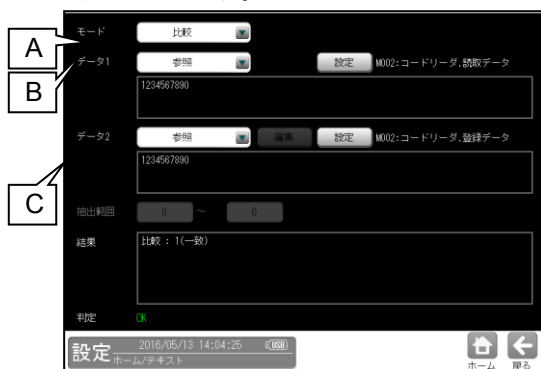 A
B
C
モード 比較
データ1 参照 設定 M002:コードリーダ.読取データ
1234567890
データ2 参照 編集 設定 M002:コードリーダ.登録データ
1234567890
抽出範囲 0 ～ 0
結果 比較 : 1(一致)
判定 OK
設定 2016/05/13 14:04:25 USB
ホーム/テキスト
ホーム 戻る